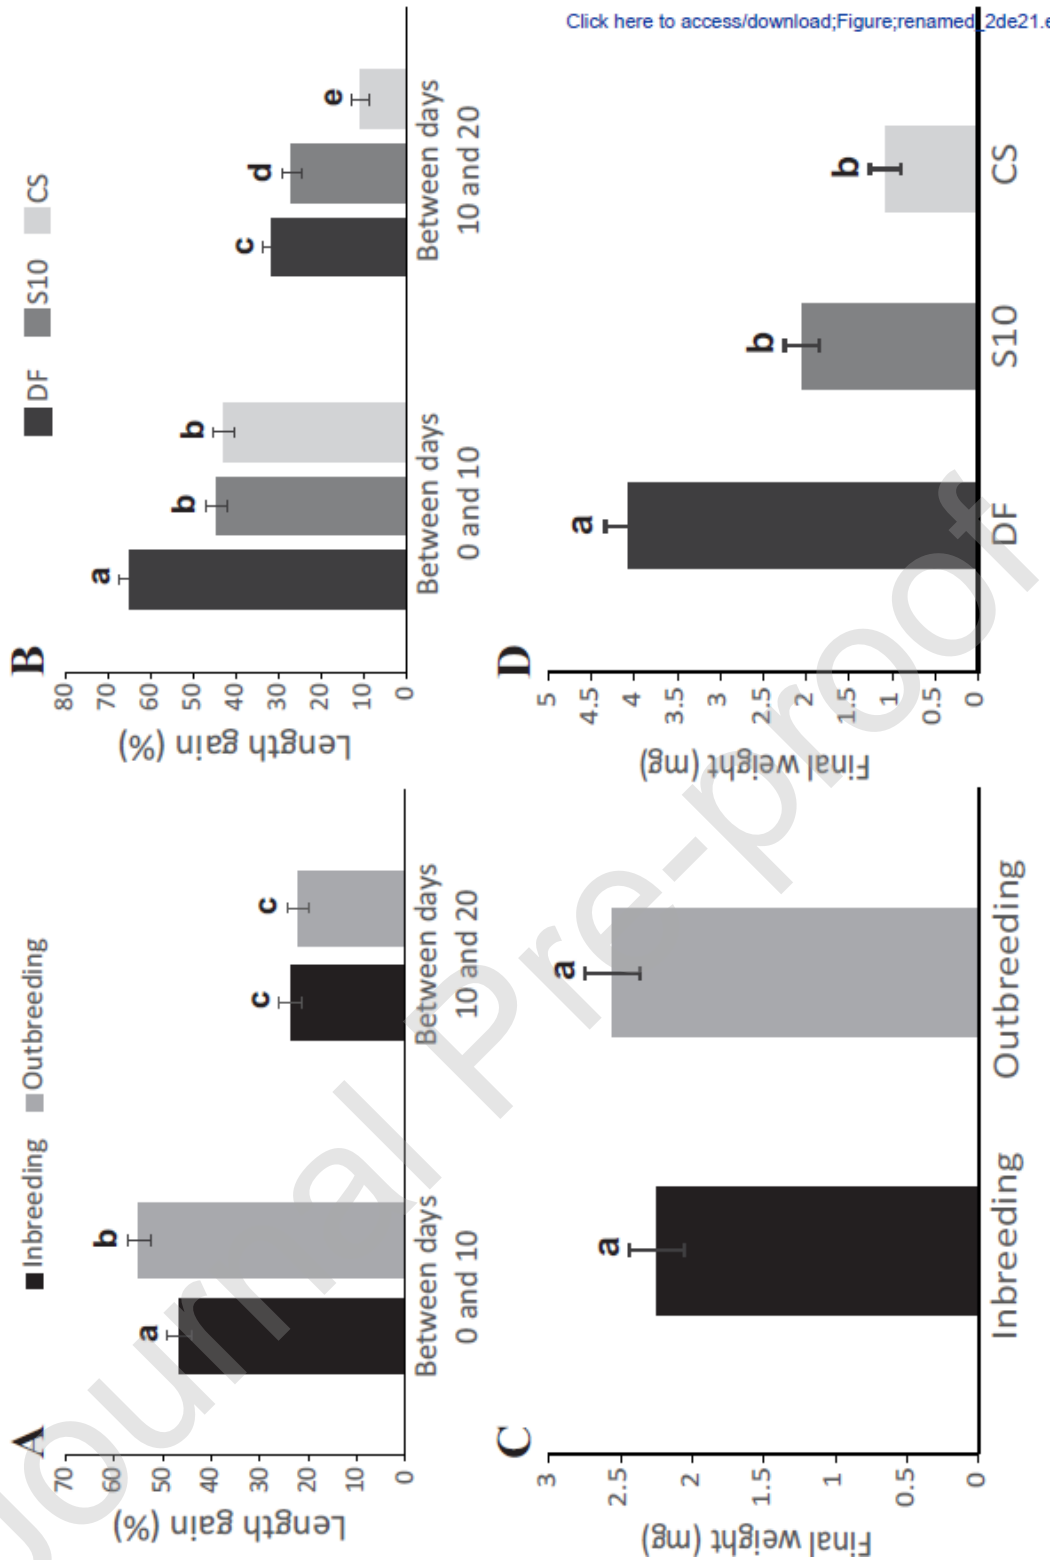 Click here to access/download;Figure;renamed_2de21.e
A
Inbreeding Outbreeding
Length gain (%)
70
60
50
40
30
20
10
0
a
b
c
c
Between days
0 and 10
Between days
10 and 20
B
DF S10 CS
Length gain (%)
80
70
60
50
40
30
20
10
0
a
b
b
c
d
e
Between days
0 and 10
Between days
10 and 20
C
Final weight (mg)
3
2.5
2
1.5
1
0.5
0
a
a
Inbreeding
Outbreeding
D
Final weight (mg)
5
4.5
4
3.5
3
2.5
2
1.5
1
0.5
0
a
b
b
DF
S10
CS
Journal Pre-proof